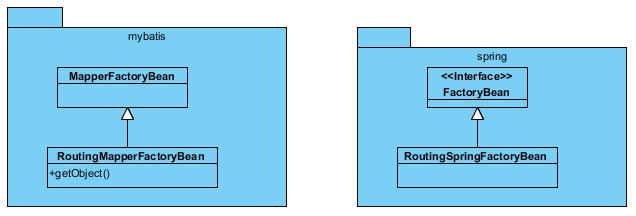 mybatis
MapperFactoryBean
RoutingMapperFactoryBean
+getObject()
spring
<<Interface>>
FactoryBean
RoutingSpringFactoryBean